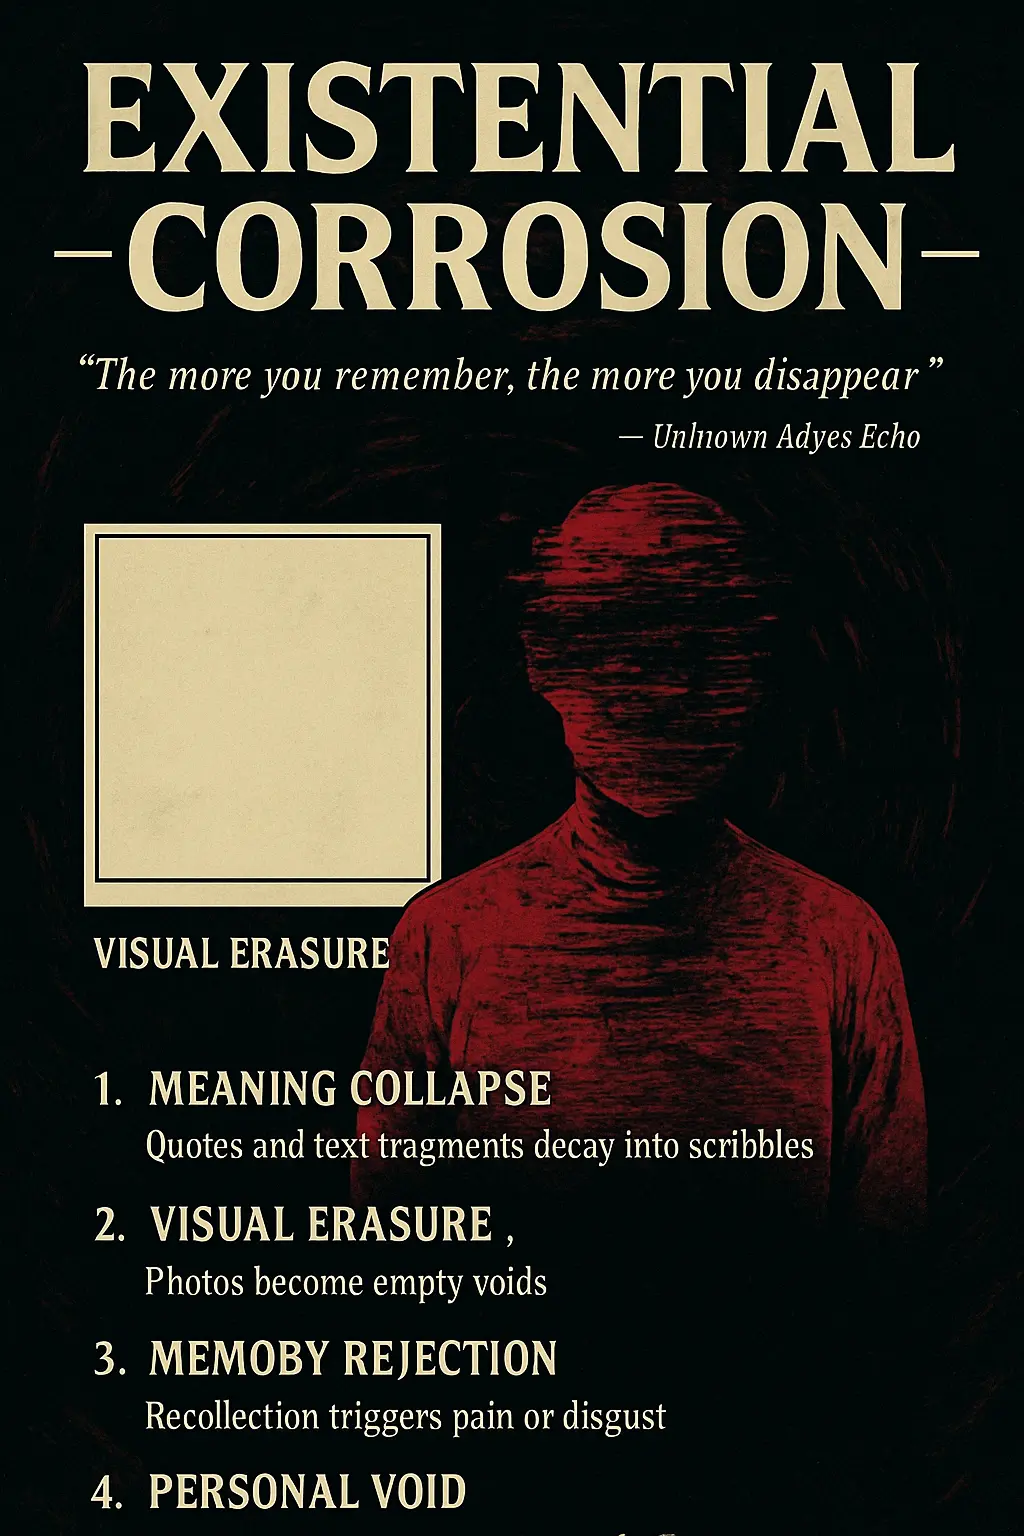 EXISTENTIAL
— CORROSION —
“The more you remember, the more you disappear”
— Unlnown Adyes Echo
VISUAL ERASURE
1. MEANING COLLAPSE
Quotes and text tragments decay into scribbles
2. VISUAL ERASURE ,
Photos become empty voids
3. MEMOBY REJECTION
Recollection triggers pain or disgust
4. PERSONAL VOID